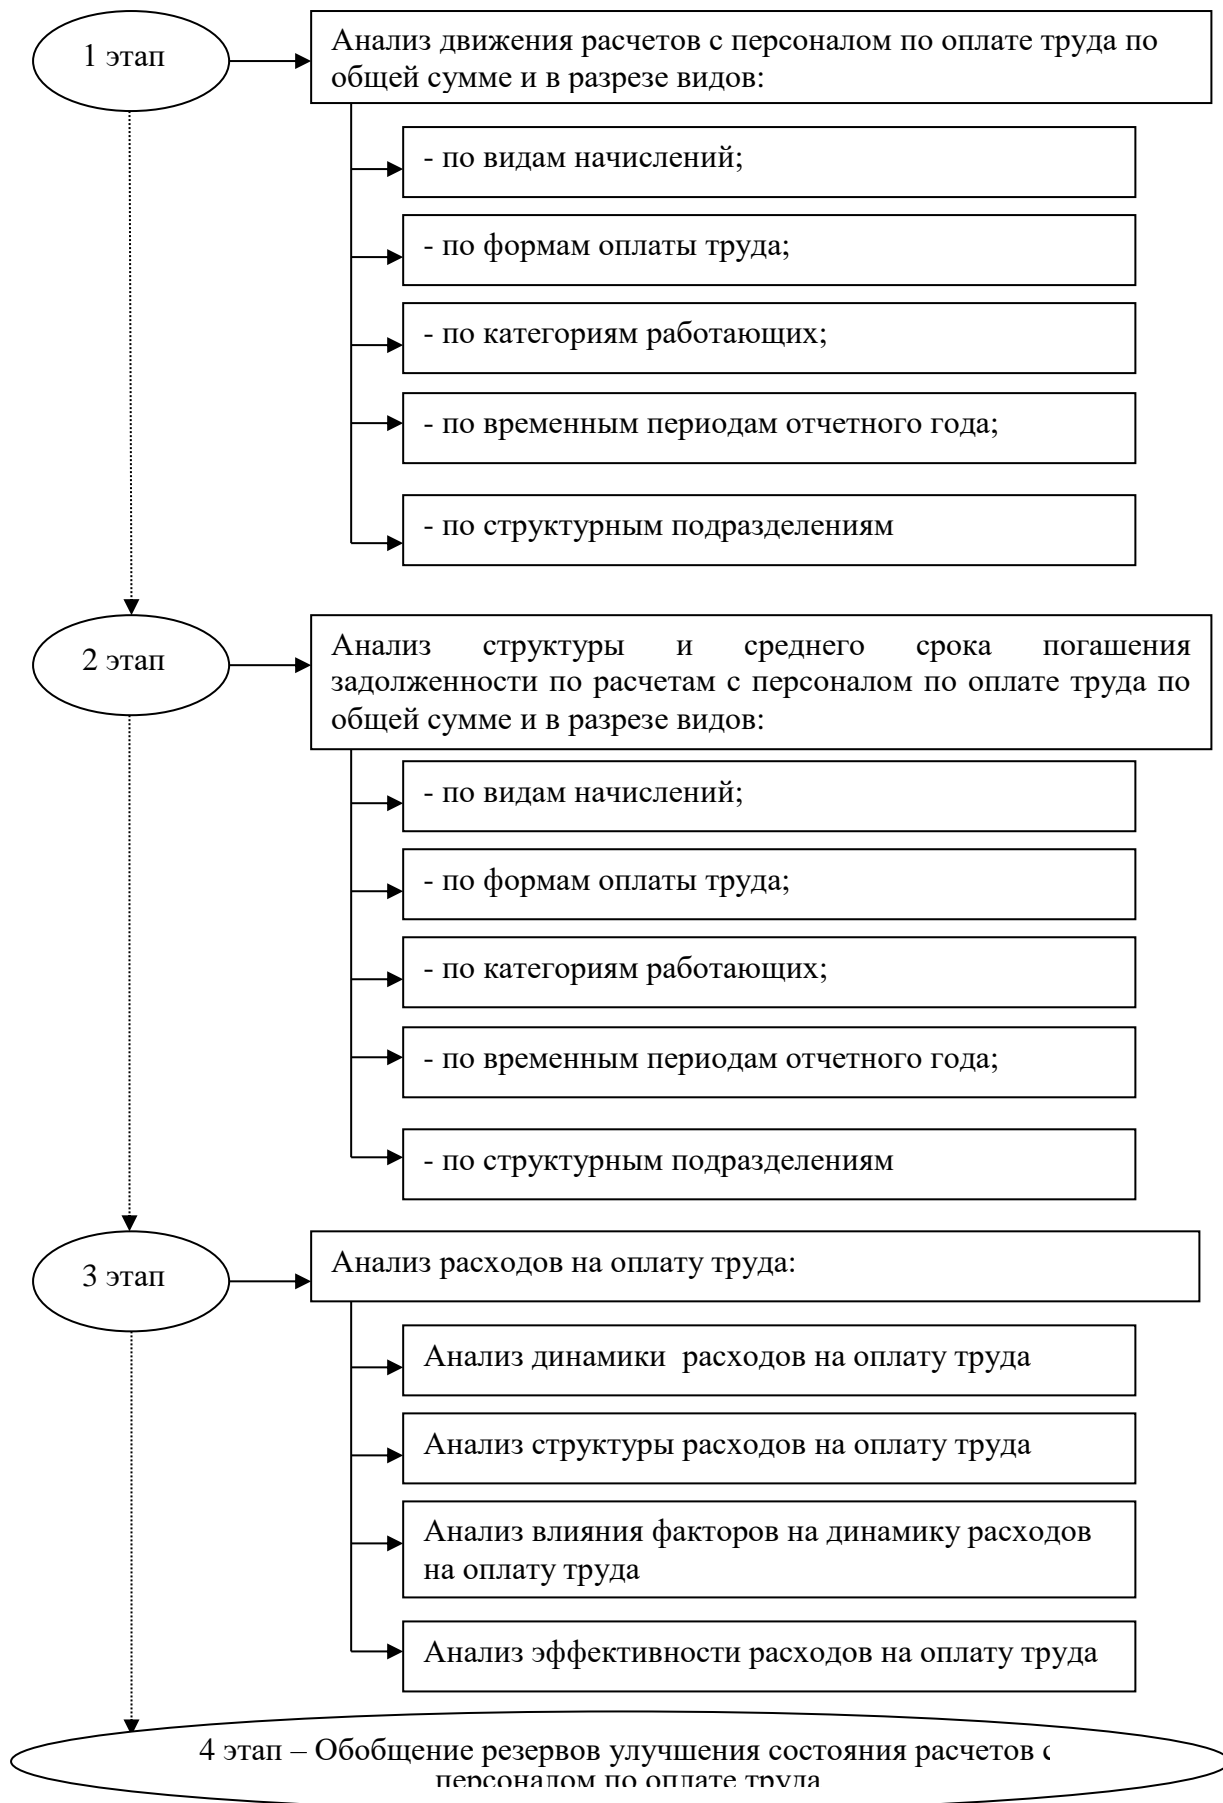 1 этап
Анализ движения расчетов с персоналом по оплате труда по
общей сумме и в разрезе видов:
- по видам начислений;
- по формам оплаты труда;
- по категориям работающих;
- по временным периодам отчетного года;
- по структурным подразделениям
2 этап
Анализ структуры и среднего срока погашения
задолженности по расчетам с персоналом по оплате труда по
общей сумме и в разрезе видов:
- по видам начислений;
- по формам оплаты труда;
- по категориям работающих;
- по временным периодам отчетного года;
- по структурным подразделениям
3 этап
Анализ расходов на оплату труда:
Анализ динамики расходов на оплату труда
Анализ структуры расходов на оплату труда
Анализ влияния факторов на динамику расходов
на оплату труда
Анализ эффективности расходов на оплату труда
4 этап – Обобщение резервов улучшения состояния расчетов с
персоналом по оплате труда